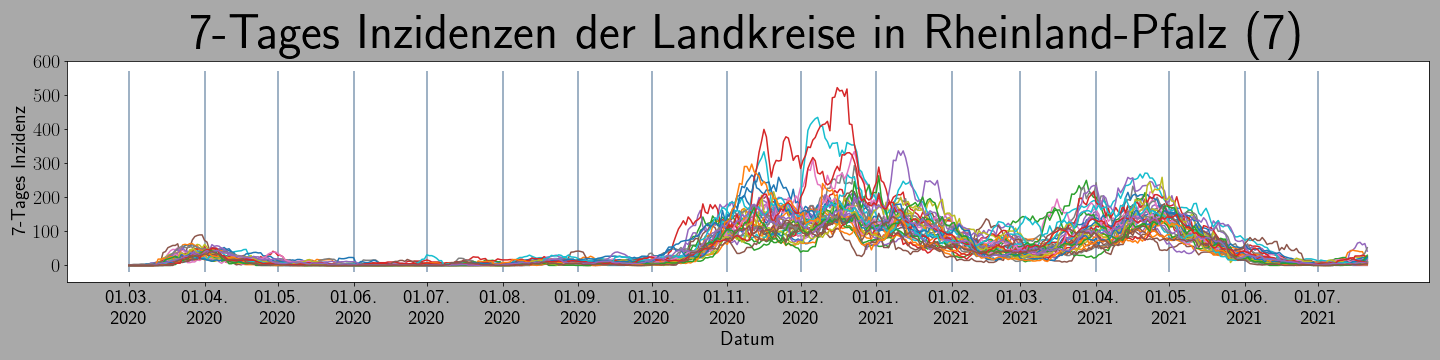 7-Tages Inzidenzen der Landkreise in Rheinland-Pfalz (7)
7-Tages Inzidenz
600
500
400
300
200
100
0
01.03. 01.04. 01.05. 01.06. 01.07. 01.08. 01.09. 01.10. 01.11. 01.12. 01.01. 01.02. 01.03. 01.04. 01.05. 01.06. 01.07.
2020 2020 2020 2020 2020 2020 2020 2020 2020 2020 2021 2021 2021 2021 2021 2021 2021
Datum